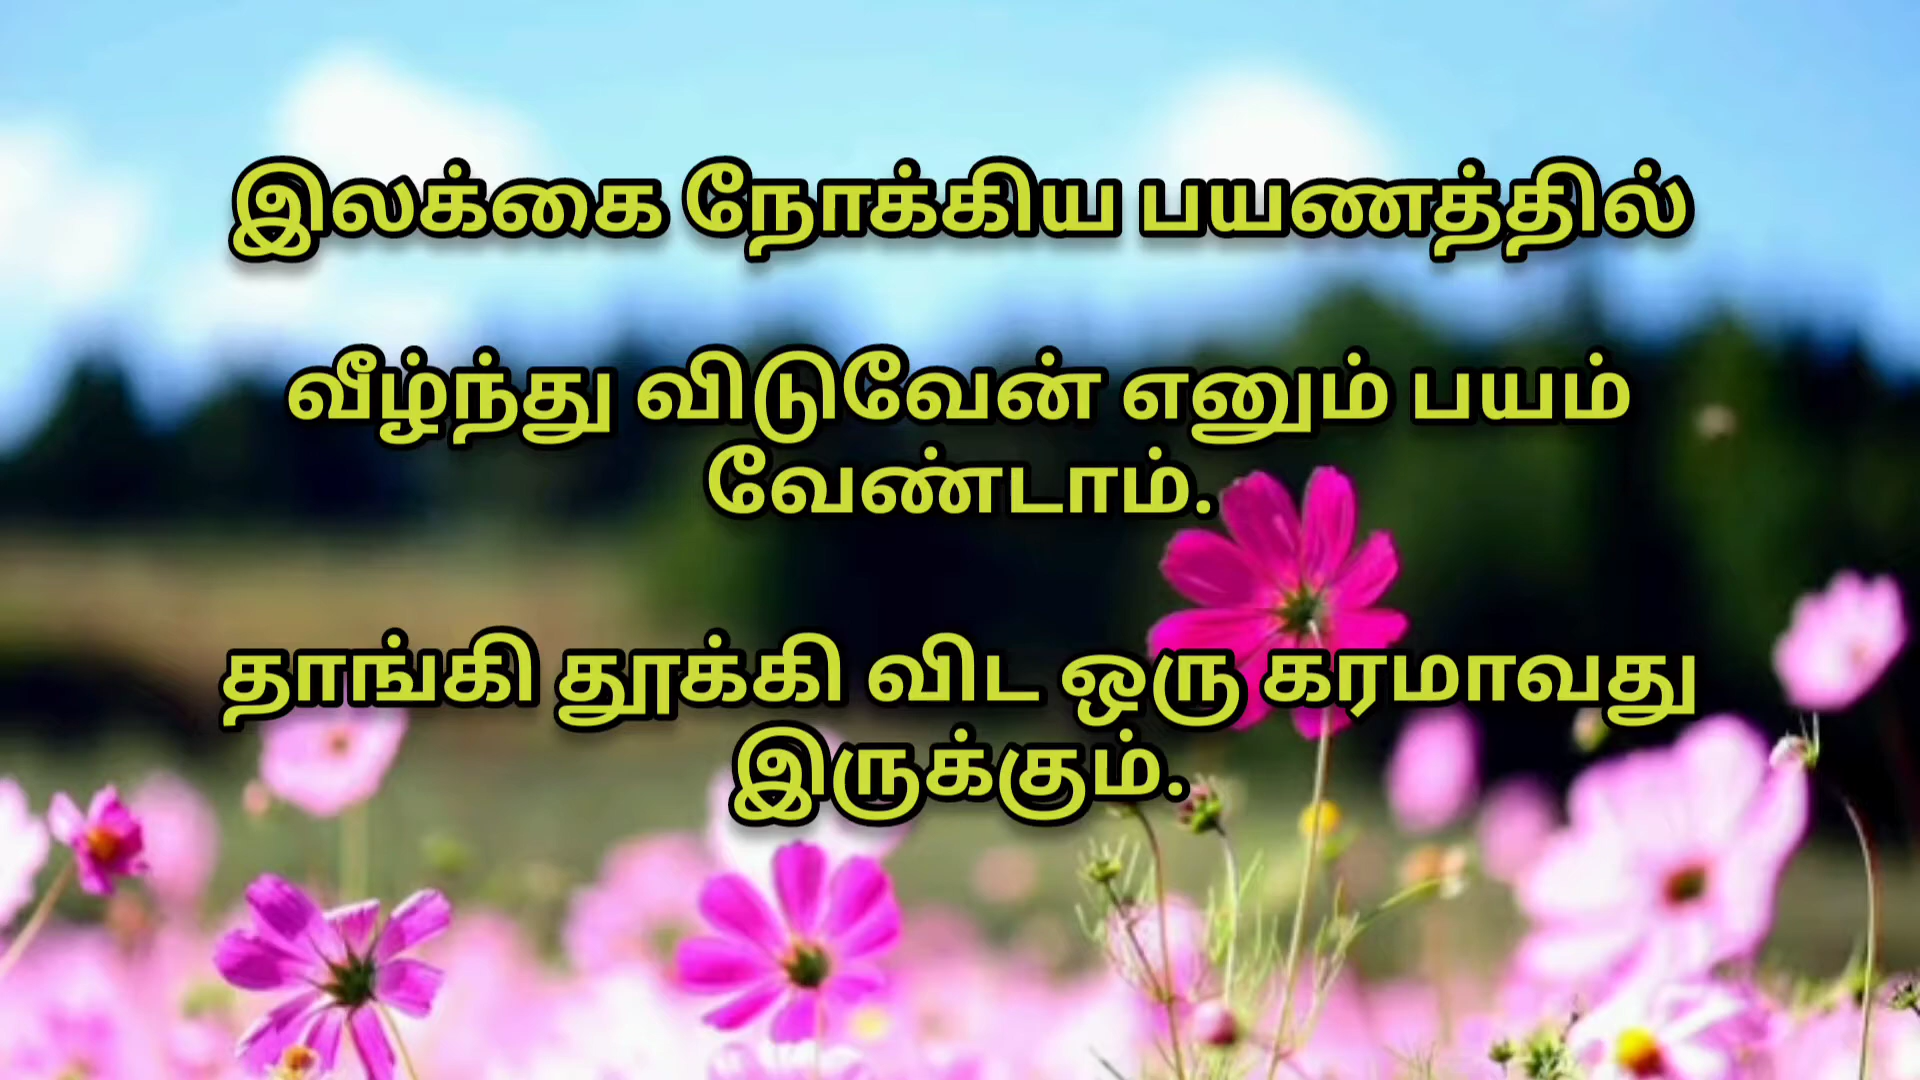 இலக்கை நோக்கிய பயணத்தில்
வீழ்ந்து விடுவேன் எனும் பயம்
வேண்டாம்.
தாங்கி தூக்கி விட ஒரு கரமாவது
இருக்கும்.